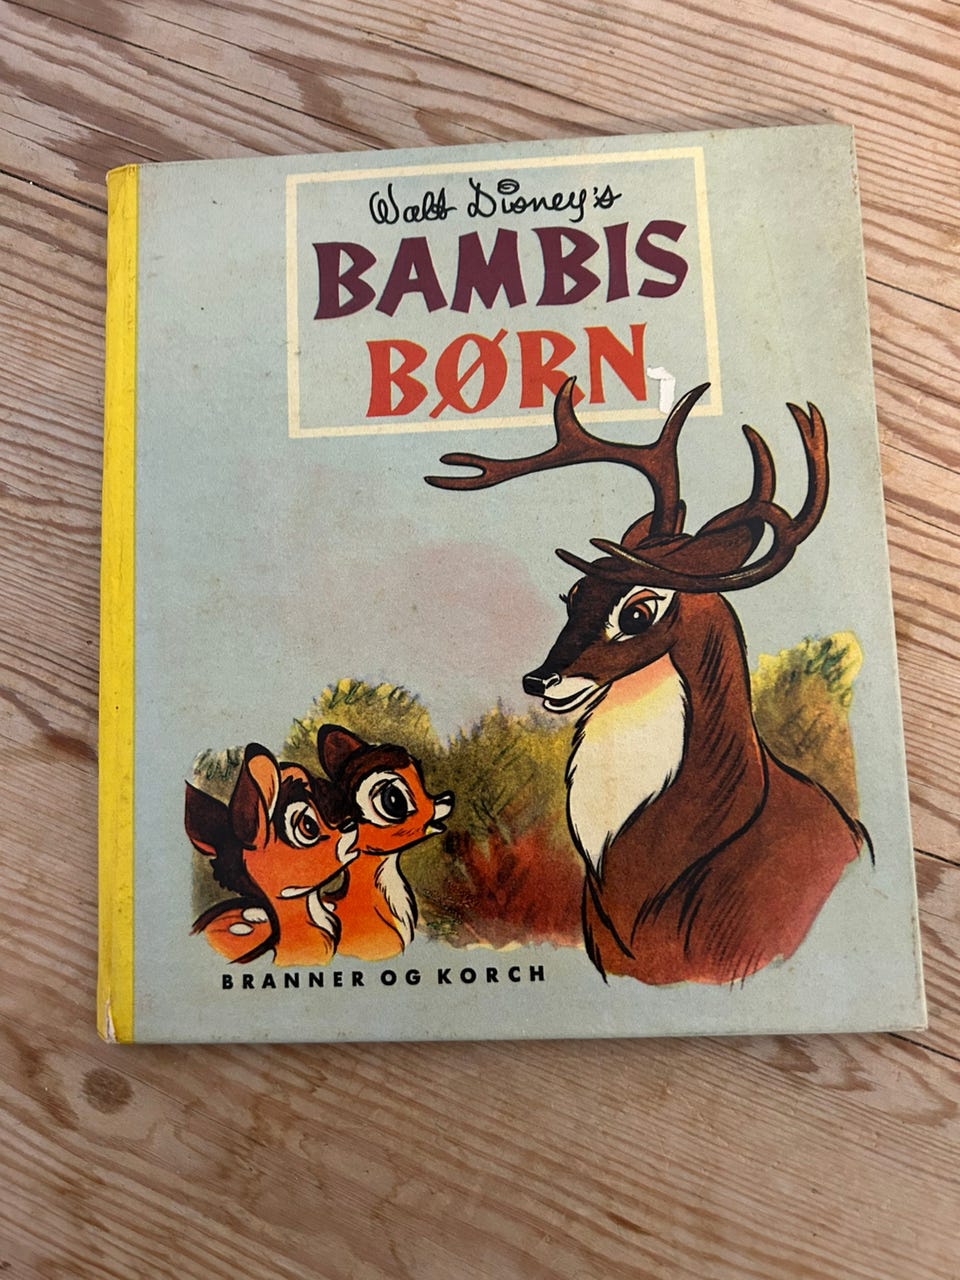 Walt Disney's
BAMBIS
BØRN
BRANNER OG KORCH